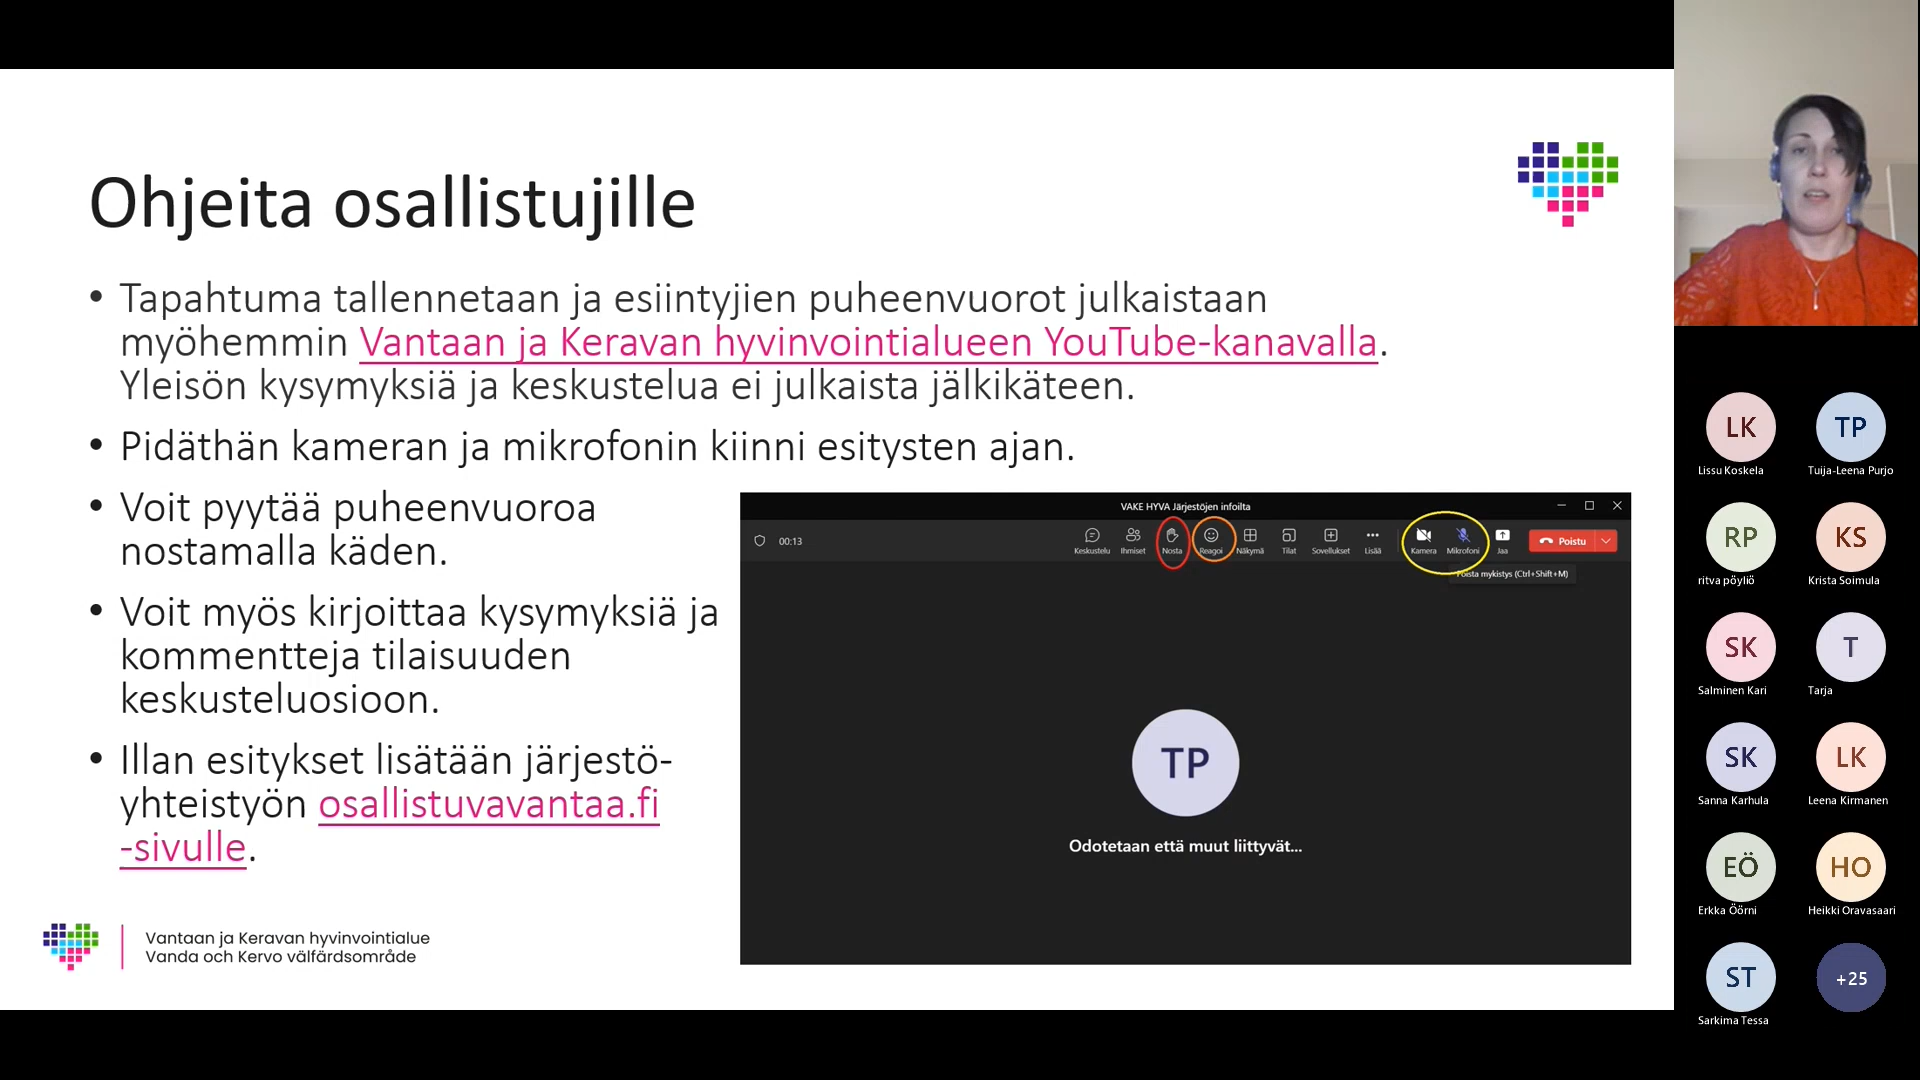 Ohjeita osallistujille
• Tapahtuma tallennetaan ja esiintyjien puheenvuorot julkaistaan
myöhemmin Vantaan ja Keravan hyvinvointialueen YouTube-kanavalla.
Yleisön kysymyksiä ja keskustelua ei julkaista jälkikäteen.
• Pidäthän kameran ja mikrofonin kiinni esitysten ajan.
• Voit pyytää puheenvuoroa
nostamalla käden.
• Voit myös kirjoittaa kysymyksiä ja
kommentteja tilaisuuden
keskusteluosioon.
• Illan esitykset lisätään järjestö-
yhteistyön osallistuvavantaa.fi
-sivulle.
VAKE HYVA Järjestöjen infoilta
00:13
Keskustelu Ihmiset Nosta Reagoi Näkymä Tilat Sovellukset Lisää Kamera Mikrofoni Jaa Poistu
Poista mykistys (Ctrl+Shift+M)
TP
Odotetaan että muut liittyvät...
Vantaan ja Keravan hyvinvointialue
Vanda och Kervo välfärdsområde
LK TP
Lissu Koskela Tuija-Leena Purjo
RP KS
ritva pöyliö Krista Soimula
SK T
Salminen Kari Tarja
SK LK
Sanna Karhula Leena Kirmanen
EÖ HO
Erkka Öörni Heikki Oravasaari
ST +25
Sarkima Tessa